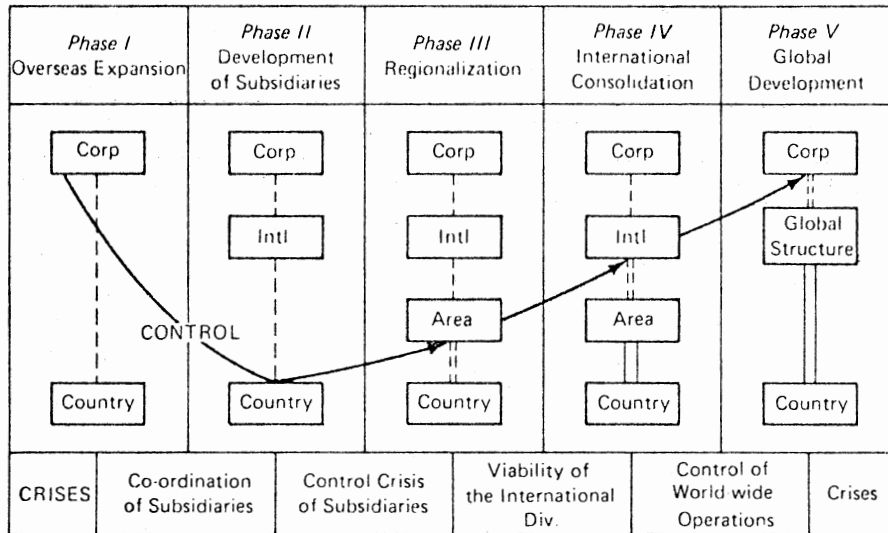 Phase I
Overseas Expansion
Phase II
Development
of Subsidiaries
Phase III
Regionalization
Phase IV
International
Consolidation
Phase V
Global
Development
Corp
Corp
Corp
Corp
Corp
Intl
Intl
Intl
Global
Structure
Area
Area
CONTROL
Country
Country
Country
Country
Country
CRISES
Co-ordination
of Subsidiaries
Control Crisis
of Subsidiaries
Viability of
the International
Div.
Control of
World wide
Operations
Crises